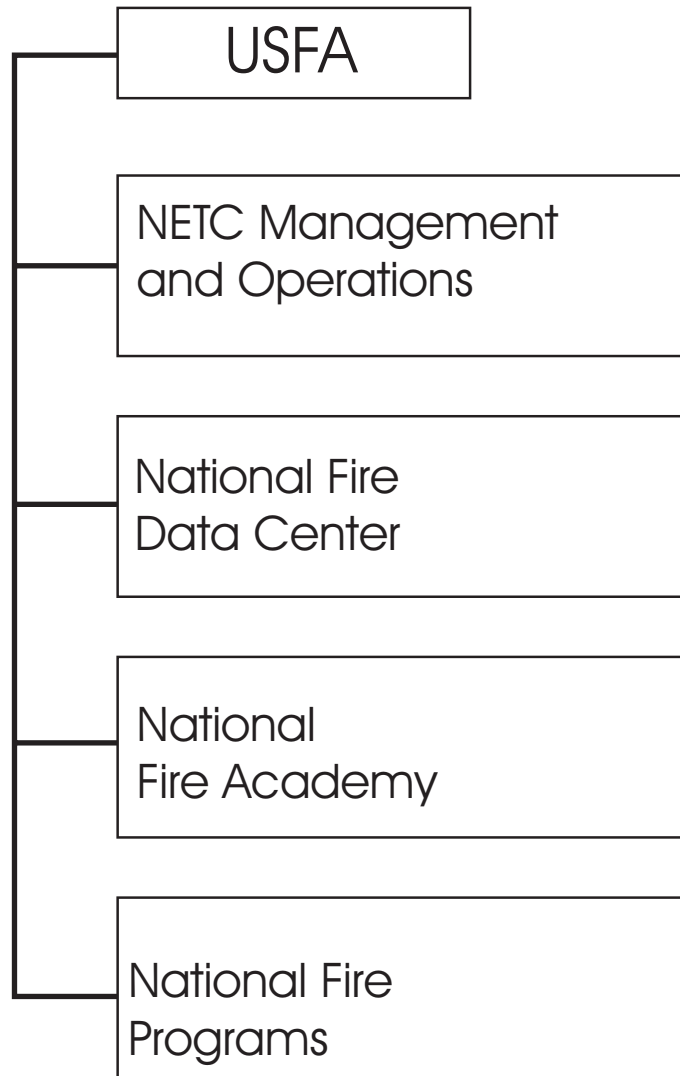 USFA
NETC Management
and Operations
National Fire
Data Center
National
Fire Academy
National Fire
Programs